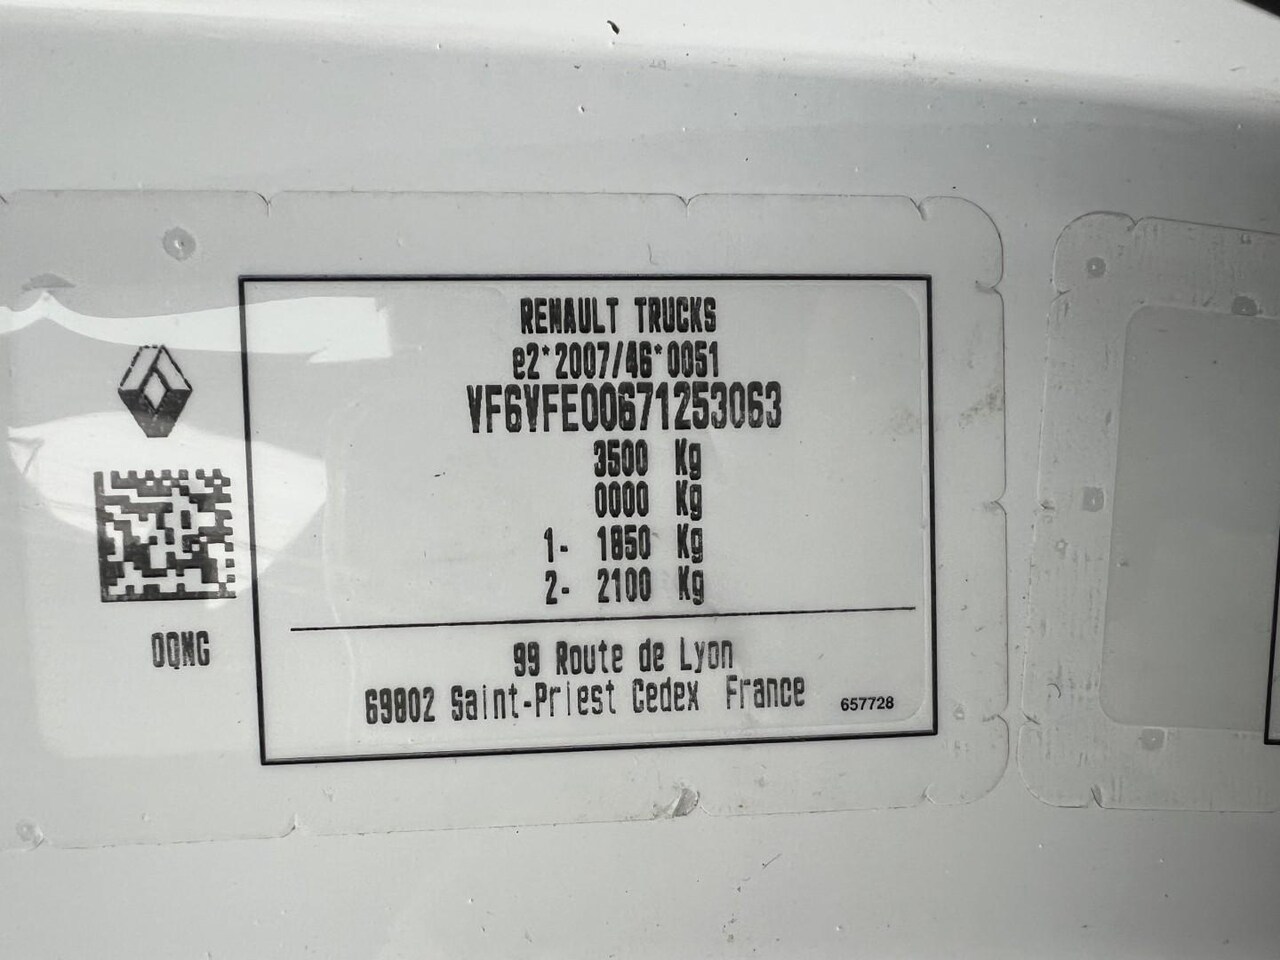 RENAULT TRUCKS
e2*2007/46*0051
VF6VFE00671253063
3500 Kg
0000 Kg
1- 1850 Kg
2- 2100 Kg
OQNG
99 Route de Lyon
69802 Saint-Priest Cedex France
657728